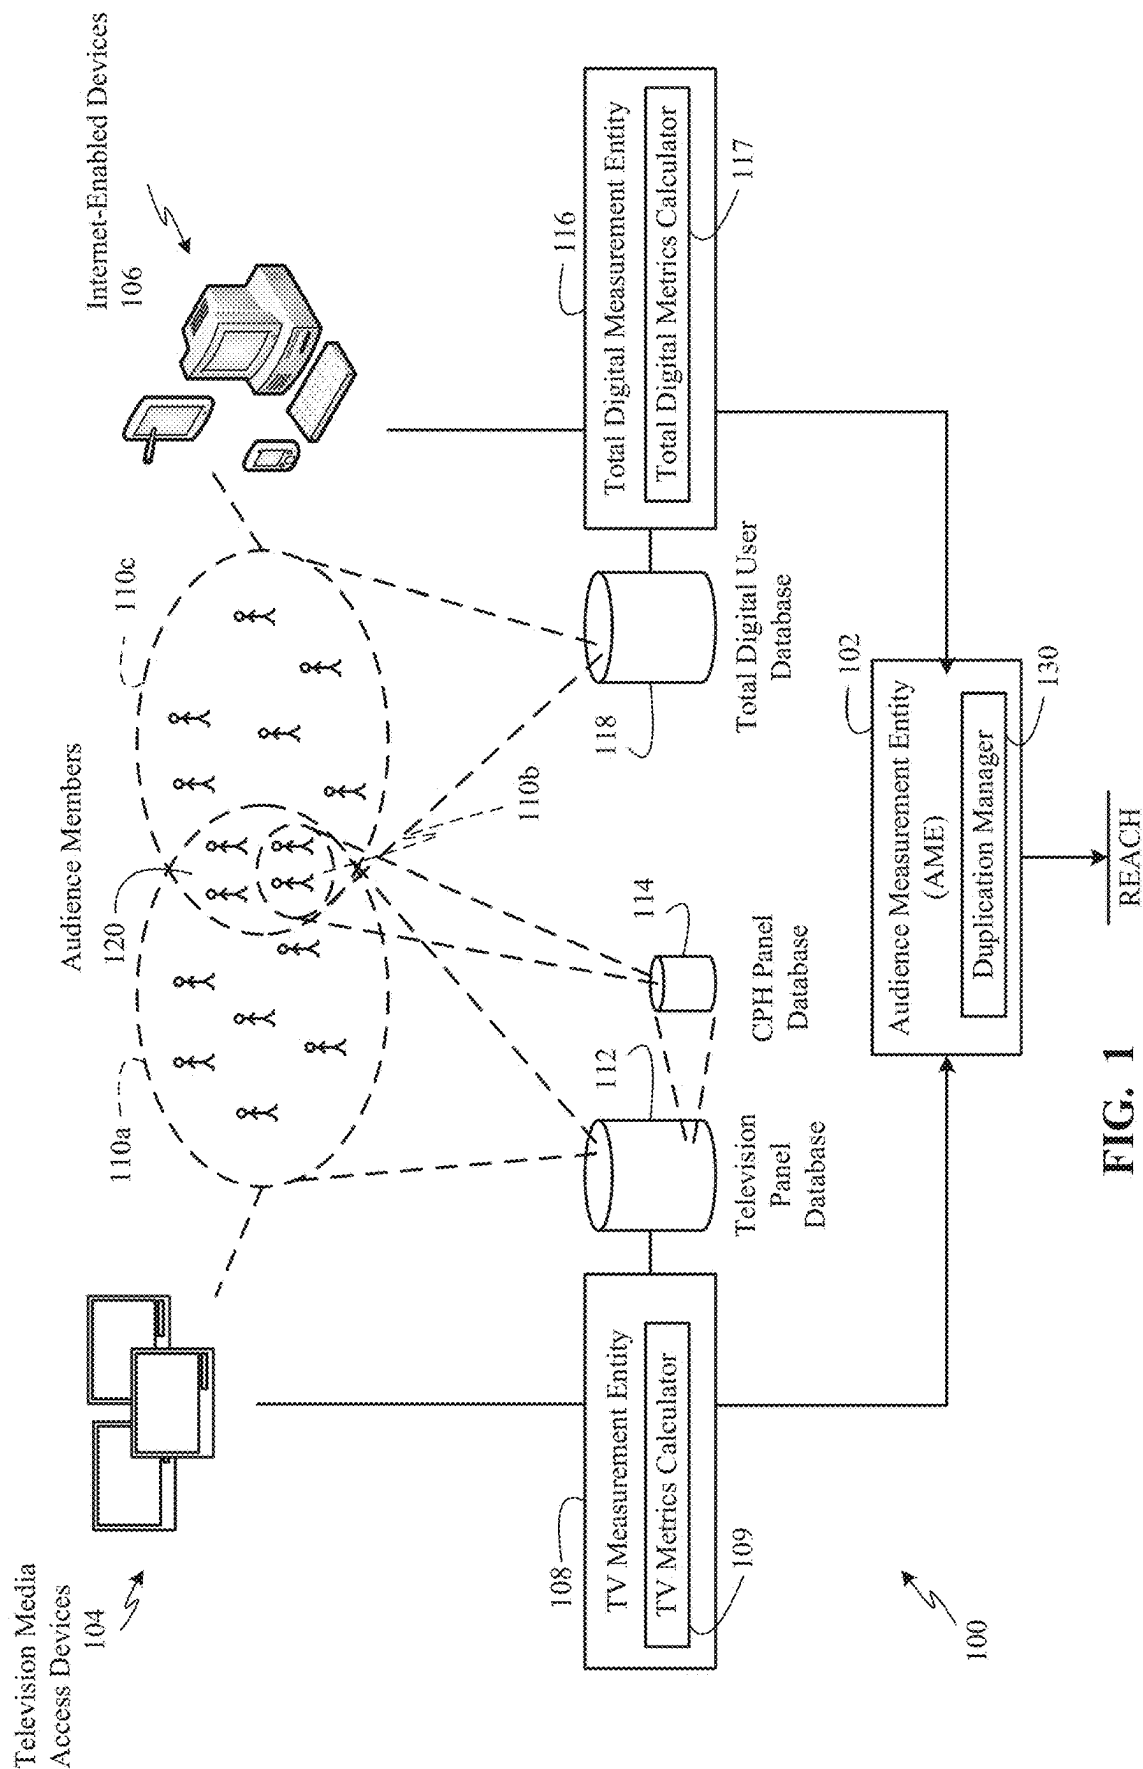 Television Media
Access Devices
104
Audience Members
120
110a
110c
110b
Internet-Enabled Devices
106
108
TV Measurement Entity
TV Metrics Calculator
109
112
Television
Panel
Database
114
CPH Panel
Database
118
Total Digital User
Database
116
Total Digital Measurement Entity
Total Digital Metrics Calculator
117
102
Audience Measurement Entity
(AME)
Duplication Manager
130
REACH
100
FIG. 1